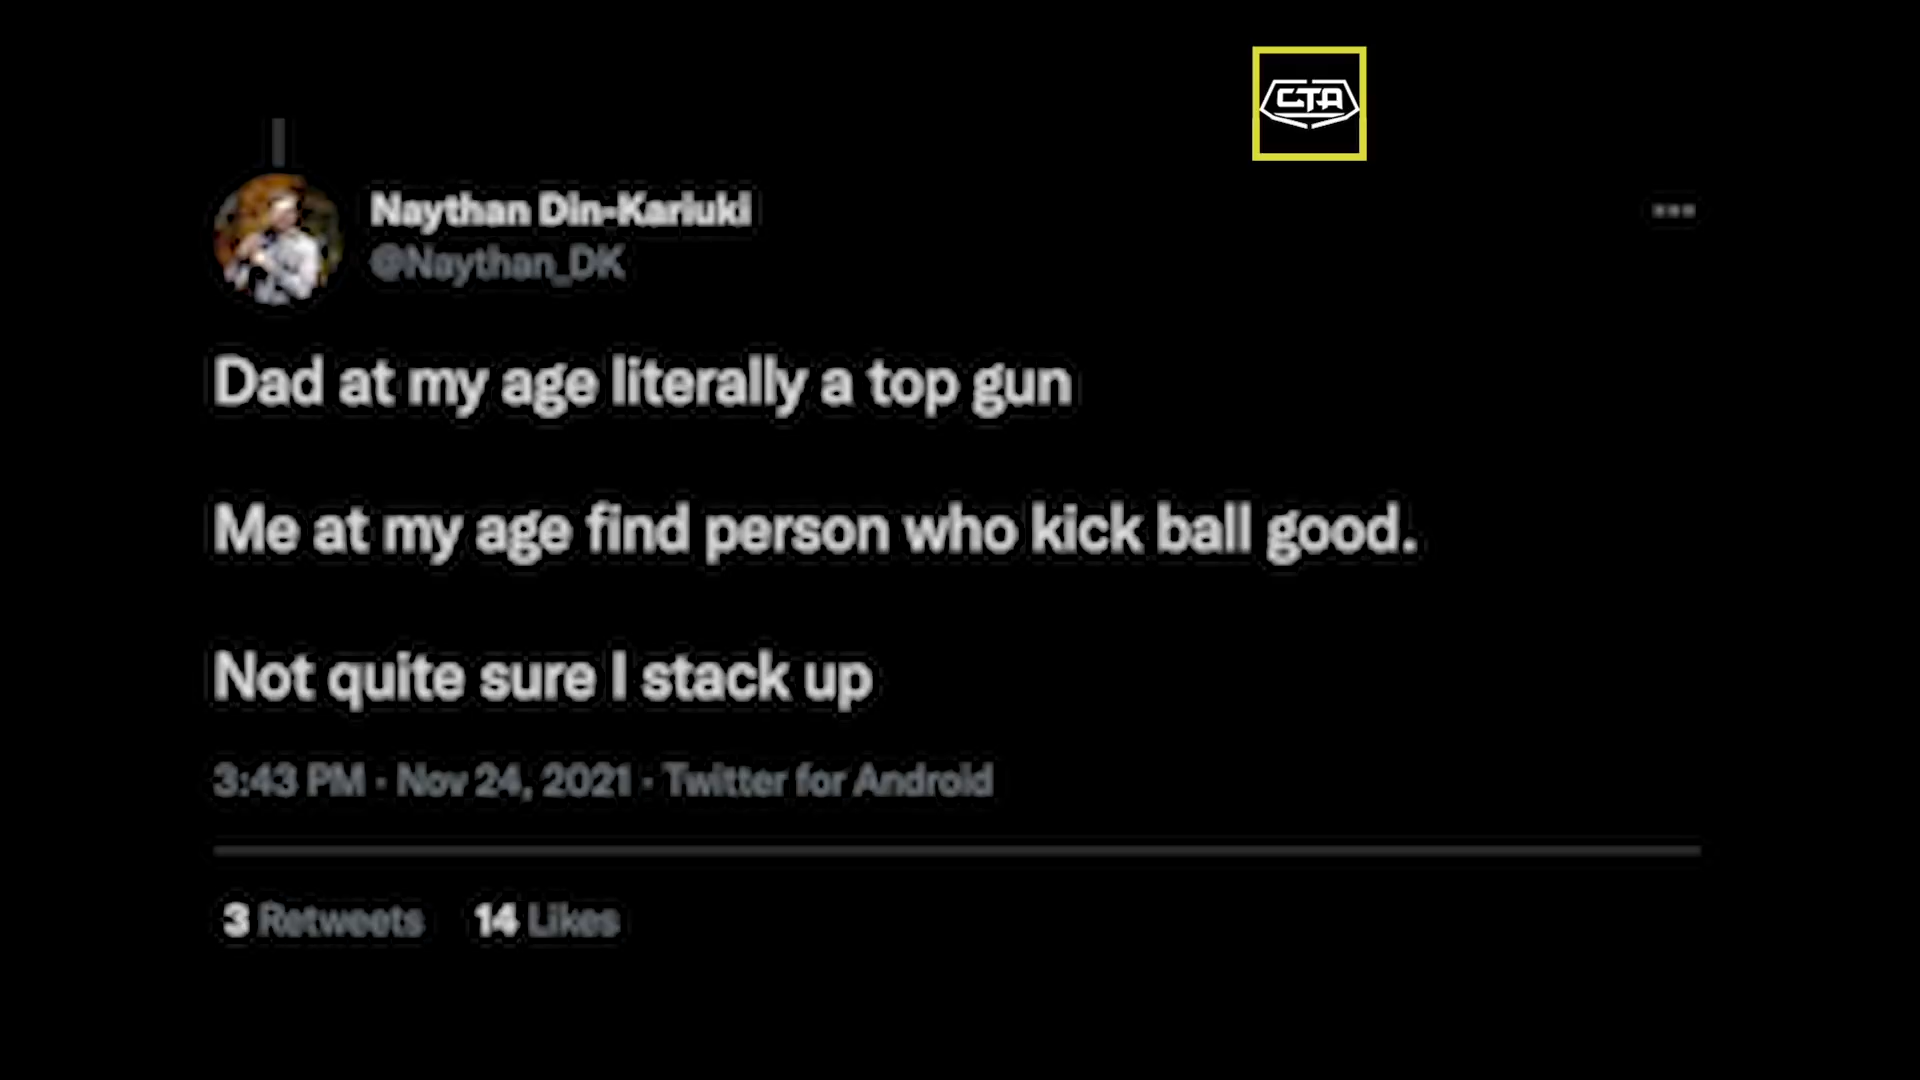 CTA
Naythan Din-Kariuki
@Naythan_DK
Dad at my age literally a top gun
Me at my age find person who kick ball good.
Not quite sure I stack up
3:43 PM · Nov 24, 2021 · Twitter for Android
3 Retweets 14 Likes